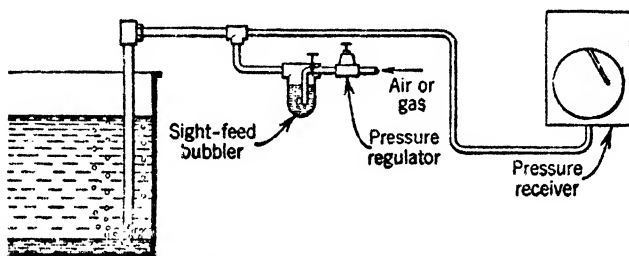 Air or
gas
Sight-feed
bubbler
Pressure
regulator
Pressure
receiver